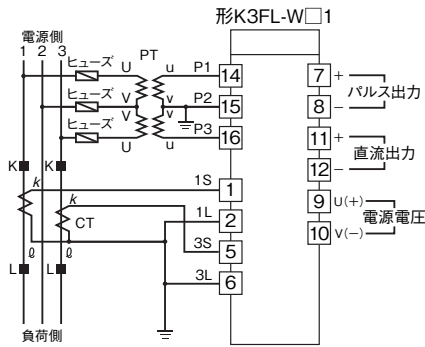 形K3FL-W□1
電源側
1 2 3
ヒューズ
PT
U u P1 14
ヒューズ
V v P2 15
ヒューズ
V v
U u P3 16
7 + パルス出力
8 −
11 + 直流出力
12 −
9 U(+) 電源電圧
10 V(−)
K K
k 1S 1
k
1L 2
CT
3S 5
ℓ ℓ
L L
3L 6
負荷側